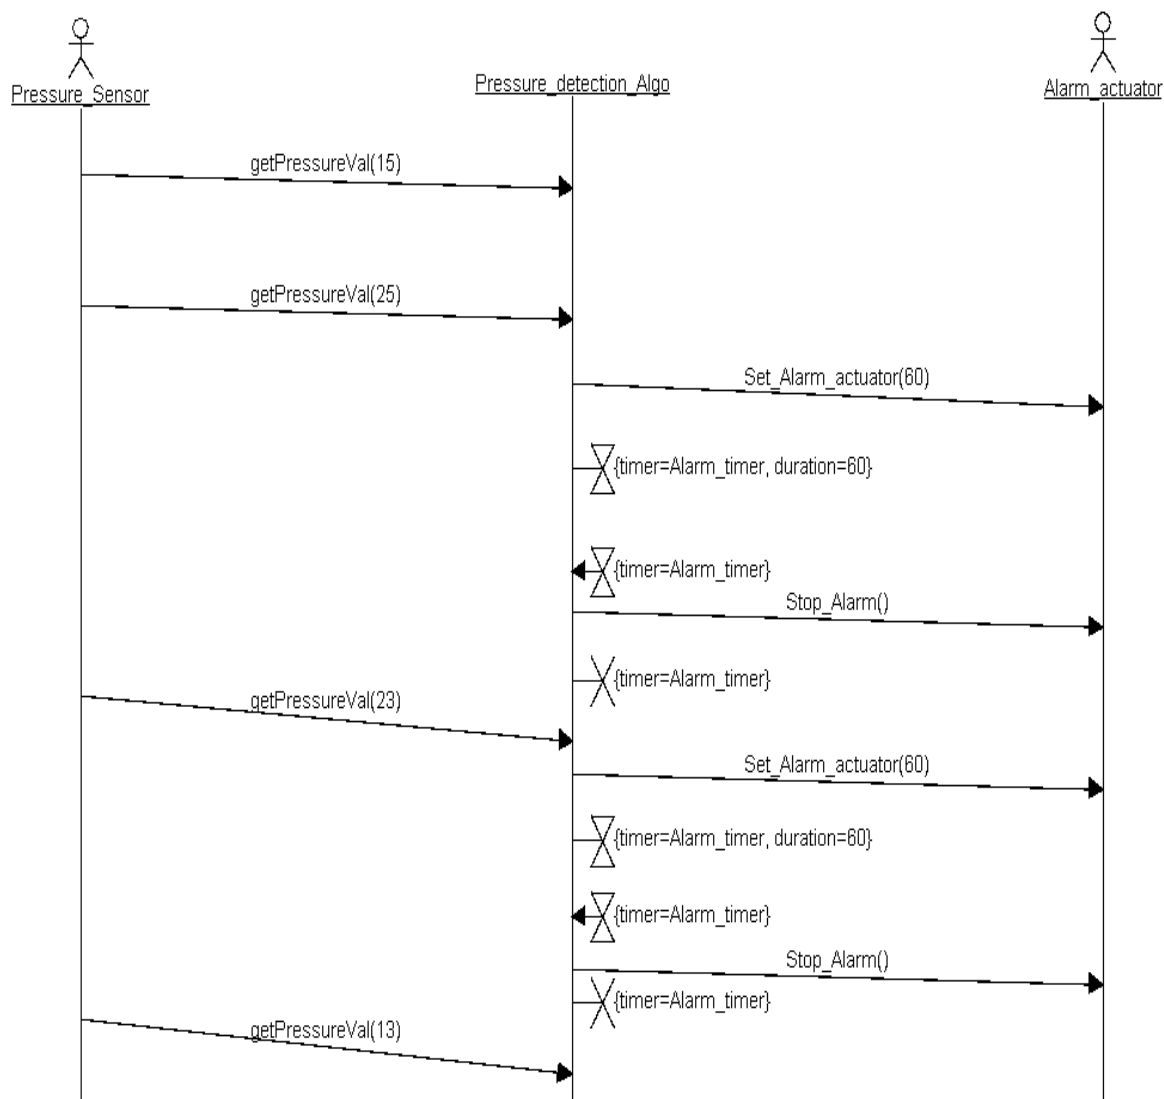 Pressure_Sensor
Pressure_detection_Algo
Alarm_actuator
getPressureVal(15)
getPressureVal(25)
Set_Alarm_actuator(60)
{timer=Alarm_timer, duration=60}
{timer=Alarm_timer}
Stop_Alarm()
{timer=Alarm_timer}
getPressureVal(23)
Set_Alarm_actuator(60)
{timer=Alarm_timer, duration=60}
{timer=Alarm_timer}
Stop_Alarm()
{timer=Alarm_timer}
getPressureVal(13)